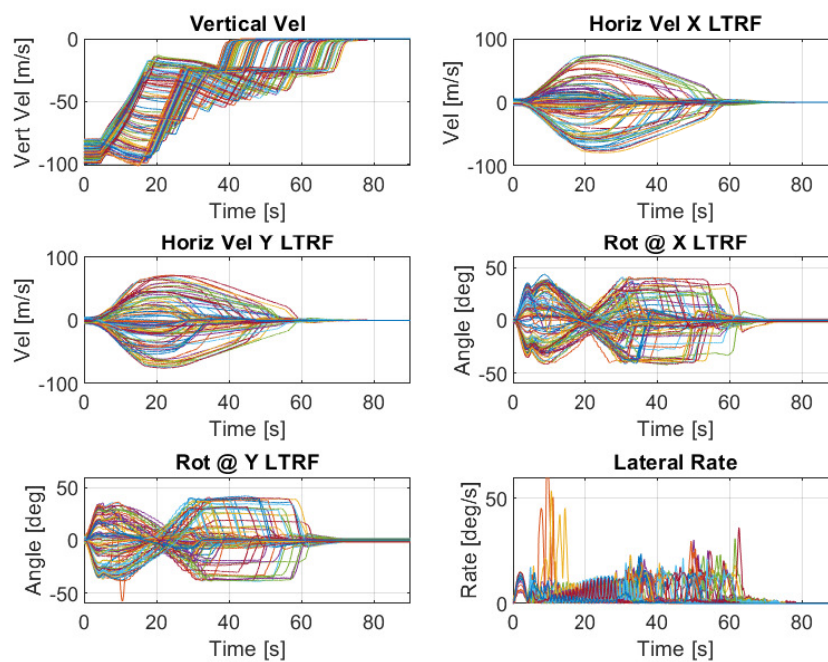 Vertical Vel
Vert Vel [m/s]
0
-50
-100
0 20 40 60 80
Time [s]
Horiz Vel X LTRF
Vel [m/s]
100
0
-100
0 20 40 60 80
Time [s]
Horiz Vel Y LTRF
Vel [m/s]
100
0
-100
0 20 40 60 80
Time [s]
Rot @ X LTRF
Angle [deg]
50
0
-50
0 20 40 60 80
Time [s]
Rot @ Y LTRF
Angle [deg]
50
0
-50
0 20 40 60 80
Time [s]
Lateral Rate
Rate [deg/s]
50
0
0 20 40 60 80
Time [s]